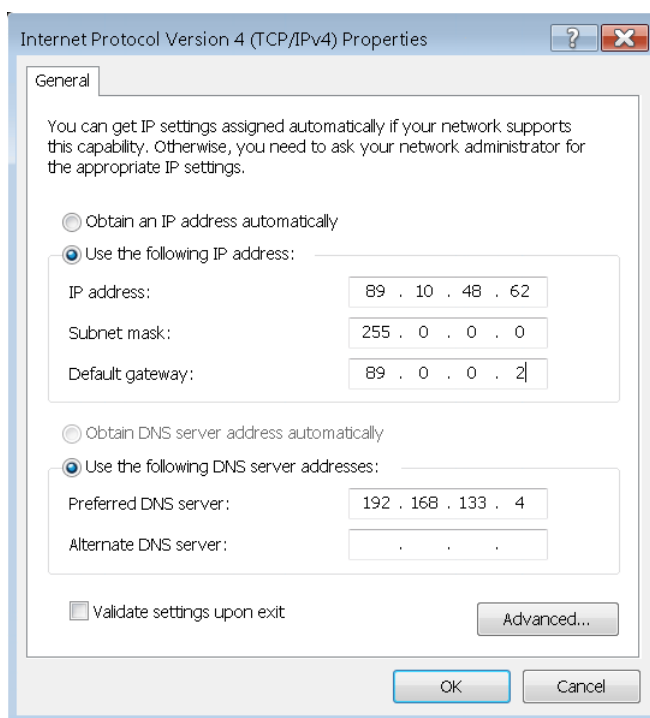 Internet Protocol Version 4 (TCP/IPv4) Properties
General
You can get IP settings assigned automatically if your network supports
this capability. Otherwise, you need to ask your network administrator for
the appropriate IP settings.
Obtain an IP address automatically
Use the following IP address:
IP address: 89 . 10 . 48 . 62
Subnet mask: 255 . 0 . 0 . 0
Default gateway: 89 . 0 . 0 . 2
Obtain DNS server address automatically
Use the following DNS server addresses:
Preferred DNS server: 192 . 168 . 133 . 4
Alternate DNS server: . . .
Validate settings upon exit
Advanced...
OK Cancel